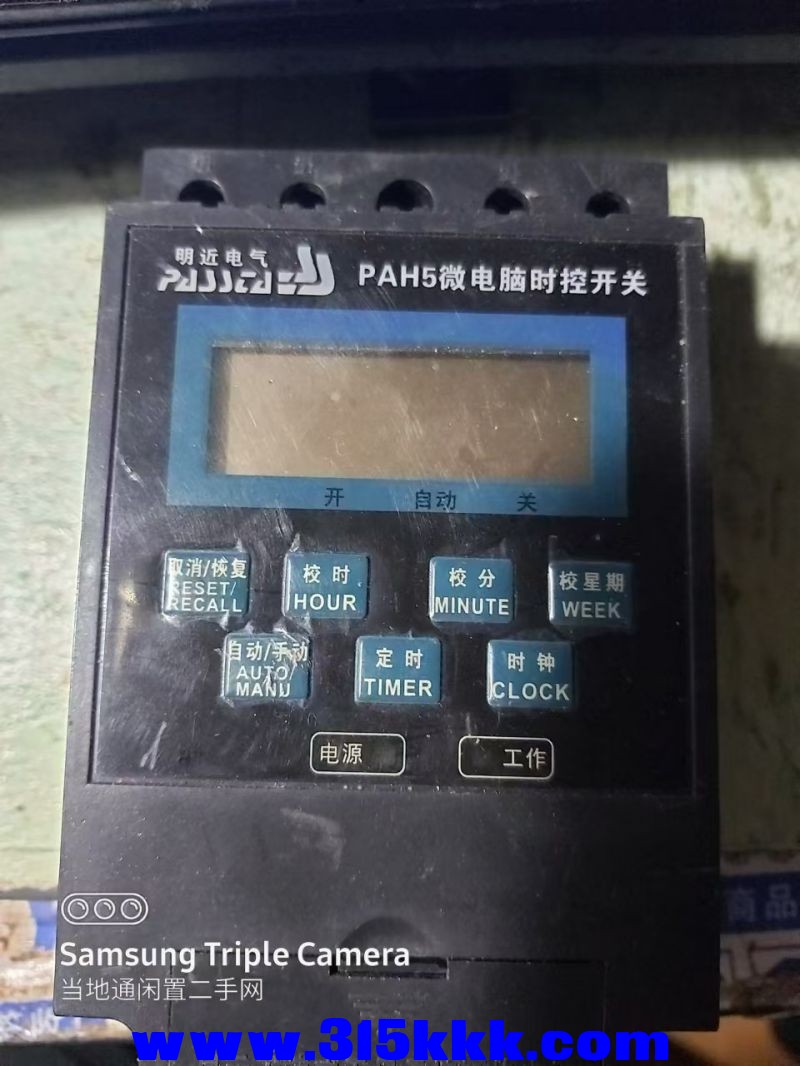 明近电气
PAH5微电脑时控开关
开 自动 关
取消/恢复
RESET/
RECALL
校时
HOUR
校分
MINUTE
校星期
WEEK
自动/手动
AUTO/
MANU
定时
TIMER
时钟
CLOCK
电源
工作
商品
Samsung Triple Camera
当地通闲置二手网
www.315kkk.com